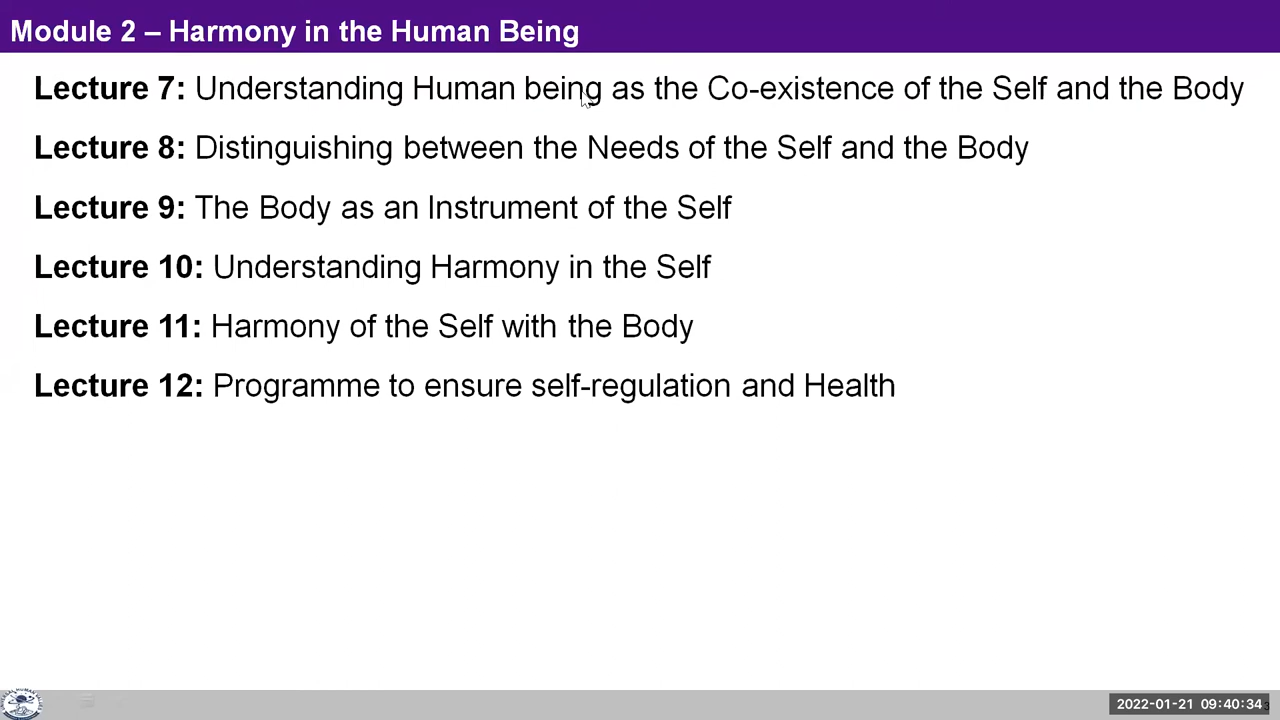 Module 2 – Harmony in the Human Being
Lecture 7: Understanding Human being as the Co-existence of the Self and the Body
Lecture 8: Distinguishing between the Needs of the Self and the Body
Lecture 9: The Body as an Instrument of the Self
Lecture 10: Understanding Harmony in the Self
Lecture 11: Harmony of the Self with the Body
Lecture 12: Programme to ensure self-regulation and Health
2022-01-21 09:40:34